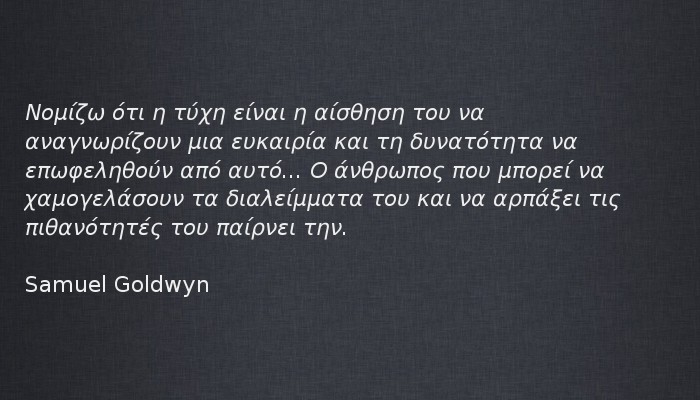 Νομίζω ότι η τύχη είναι η αίσθηση του να
αναγνωρίζουν μια ευκαιρία και τη δυνατότητα να
επωφεληθούν από αυτό... Ο άνθρωπος που μπορεί να
χαμογελάσουν τα διαλείμματα του και να αρπάξει τις
πιθανότητές του παίρνει την.
Samuel Goldwyn